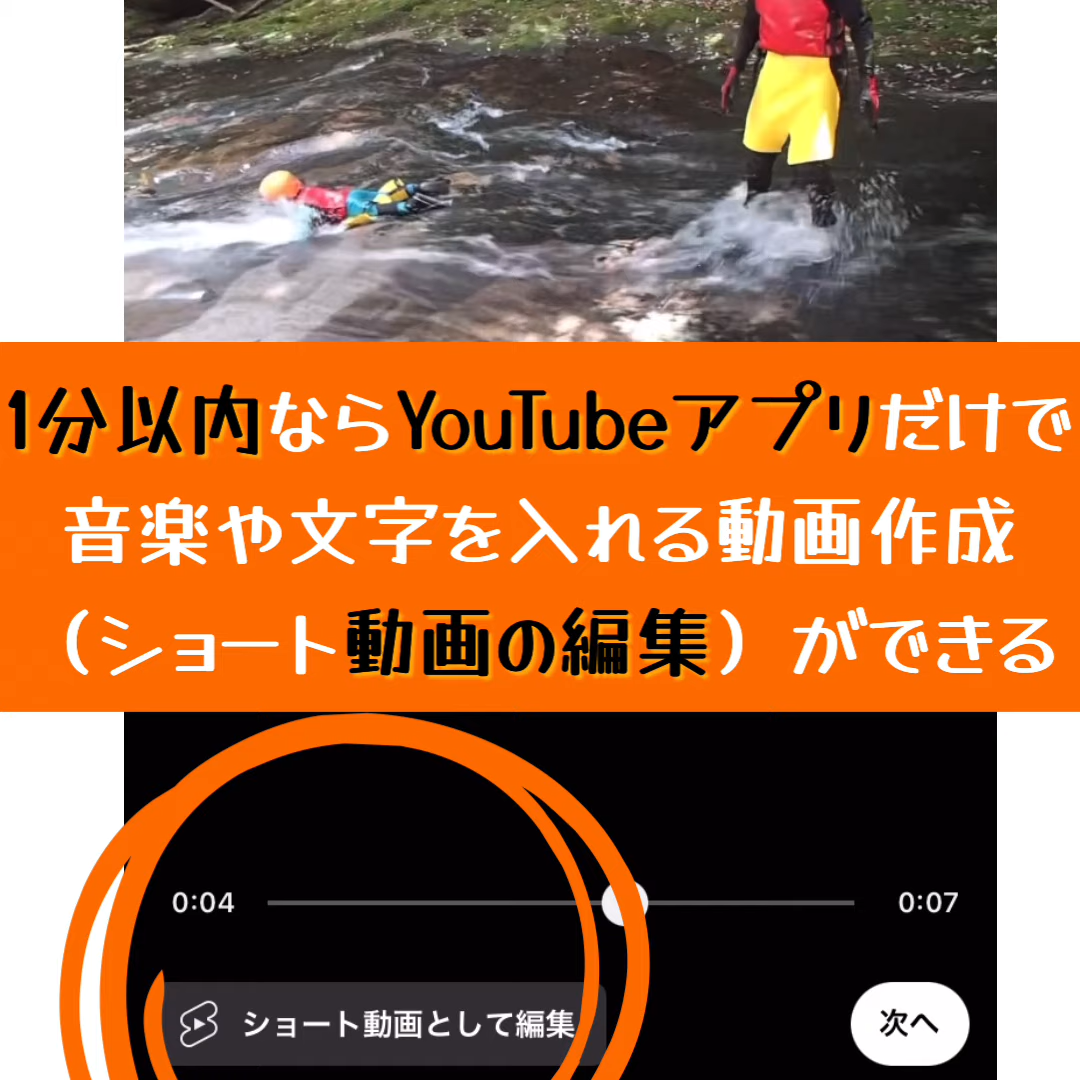 1分以内ならYouTubeアプリだけで
音楽や文字を入れる動画作成
（ショート動画の編集）ができる
0:04
0:07
ショート動画として編集
次へ